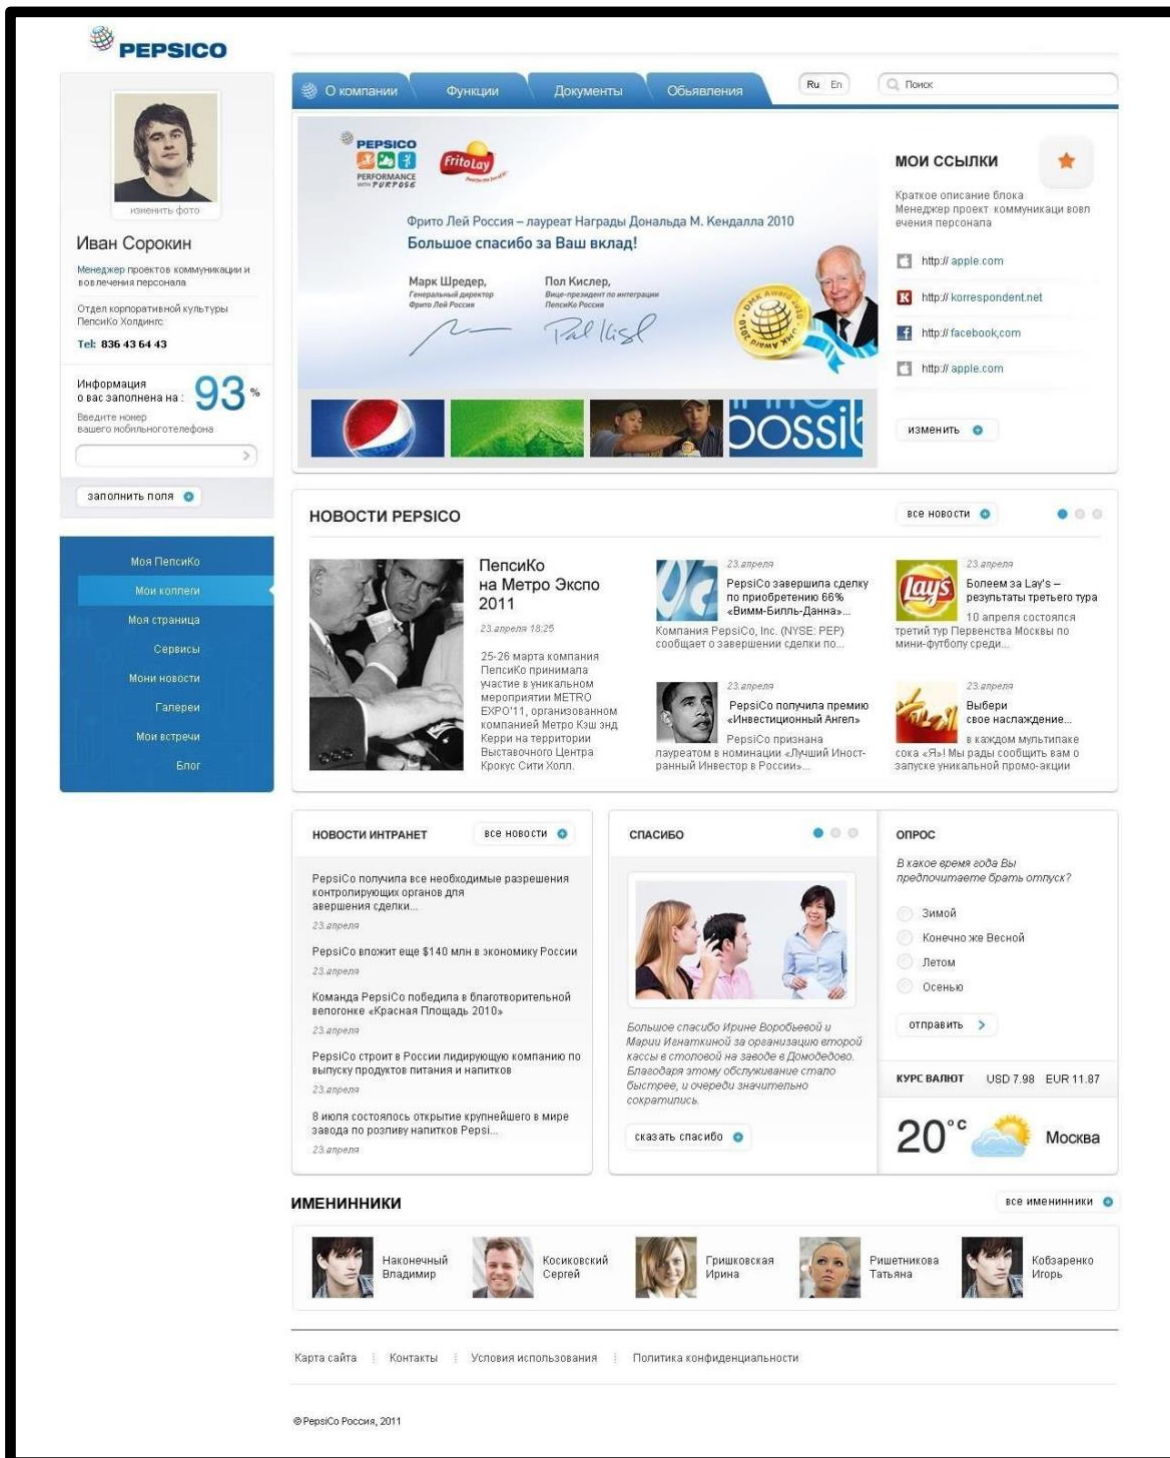 PEPSICO
О компании
Функции
Документы
Обьявления
Ru En
Поиск
изменить фото
Иван Сорокин
Менеджер проектов коммуникации и
вовлечения персонала
Отдел корпоративной культуры
ПепсиКо Холдингс
Tel: 836 43 64 43
Информация
о вас заполнена на : 93 %
Введите номер
вашего мобильноготелефона
заполнить поля
Моя ПепсиКо
Мои коллеги
Моя страница
Сервисы
Мони новости
Галереи
Мои встречи
Блог
PEPSICO
PERFORMANCE
WITH PURPOSE
Frito Lay
Фрито Лей Россия – лауреат Награды Дональда М. Кендалла 2010
Большое спасибо за Ваш вклад!
Марк Шредер,
Генеральный директор
Фрито Лей Россия
Пол Кислер,
Вице-президент по интеграции
ПепсиКо Россия
DMK Award 2010
possib
МОИ ССЫЛКИ
Краткое описание блока
Менеджер проект коммуникаци вовл
ечения персонала
http:// apple.com
http:// korrespondent.net
http:// facebook,com
http:// apple.com
изменить
НОВОСТИ PEPSICO
все новости
ПепсиКо
на Метро Экспо
2011
23.апреля 18:25
25-26 марта компания
ПепсиКо принимала
участие в уникальном
мероприятии METRO
EXPO'11, организованном
компанией Метро Кэш энд
Керри на территории
Выставочного Центра
Крокус Сити Холл.
23.апреля
PepsiCo завершила сделку
по приобретению 66%
«Вимм-Билль-Данна»...
Компания PepsiCo, Inc. (NYSE: PEP)
сообщает о завершении сделки по...
Lay's
23.апреля
Болеем за Lay's –
результаты третьего тура
10 апреля состоялся
третий тур Первенства Москвы по
мини-футболу среди...
23.апреля
PepsiCo получила премию
«Инвестиционный Ангел»
PepsiCo признана
лауреатом в номинации «Лучший Иност-
ранный Инвестор в России»...
23.апреля
Выбери
свое наслаждение...
в каждом мультипаке
сока «Я»! Мы рады сообщить вам о
запуске уникальной промо-акции
НОВОСТИ ИНТРАНЕТ
все новости
PepsiCo получила все необходимые разрешения
контролирующих органов для
авершения сделки...
23.апреля
PepsiCo вложит еще $140 млн в экономику России
23.апреля
Команда PepsiCo победила в благотворительной
велогонке «Красная Площадь 2010»
23.апреля
PepsiCo строит в России лидирующую компанию по
выпуску продуктов питания и напитков
23.апреля
8 июля состоялось открытие крупнейшего в мире
завода по розливу напитков Pepsi...
23.апреля
СПАСИБО
Большое спасибо Ирине Воробьевой и
Марии Игнаткиной за организацию второй
кассы в столовой на заводе в Домодедово.
Благодаря этому обслуживание стало
быстрее, и очереди значительно
сократились.
сказать спасибо
ОПРОС
В какое время года Вы
предпочитаете брать отпуск?
Зимой
Конечно же Весной
Летом
Осенью
отправить
КУРС ВАЛЮТ USD 7.98 EUR 11.87
20°C Москва
ИМЕНИННИКИ
все именинники
Наконечный
Владимир
Косиковский
Сергей
Гришковская
Ирина
Ришетникова
Татьяна
Кобзаренко
Игорь
Карта сайта
Контакты
Условия использования
Политика конфиденциальности
© PepsiCo Россия, 2011